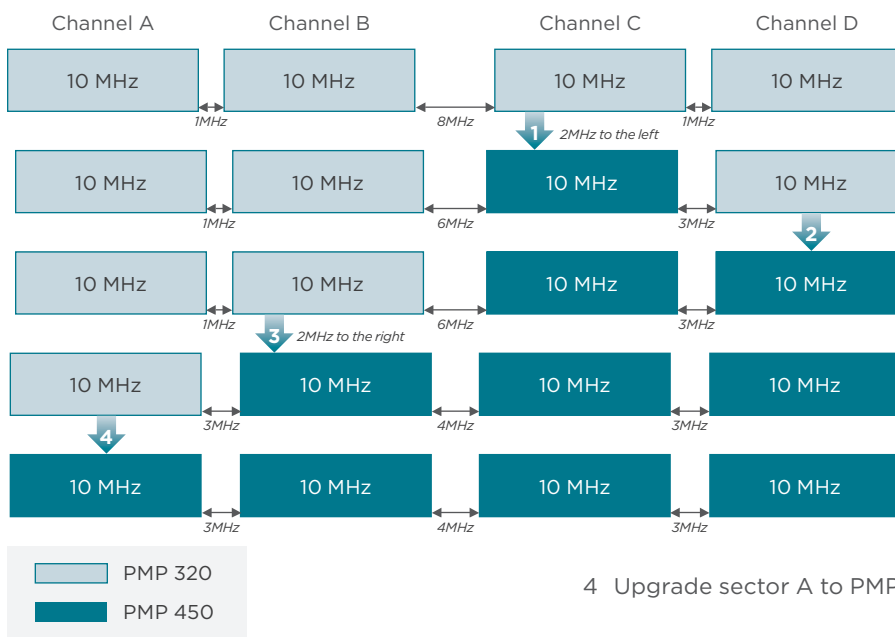 Channel A Channel B Channel C Channel D
10 MHz 10 MHz 10 MHz 10 MHz
1MHz 8MHz 1MHz
1 2MHz to the left
10 MHz 10 MHz 10 MHz 10 MHz
1MHz 6MHz 3MHz
2
10 MHz 10 MHz 10 MHz 10 MHz
1MHz 6MHz 3MHz
3 2MHz to the right
10 MHz 10 MHz 10 MHz 10 MHz
3MHz 4MHz 3MHz
4
10 MHz 10 MHz 10 MHz 10 MHz
3MHz 4MHz 3MHz
PMP 320
4 Upgrade sector A to PMP
PMP 450